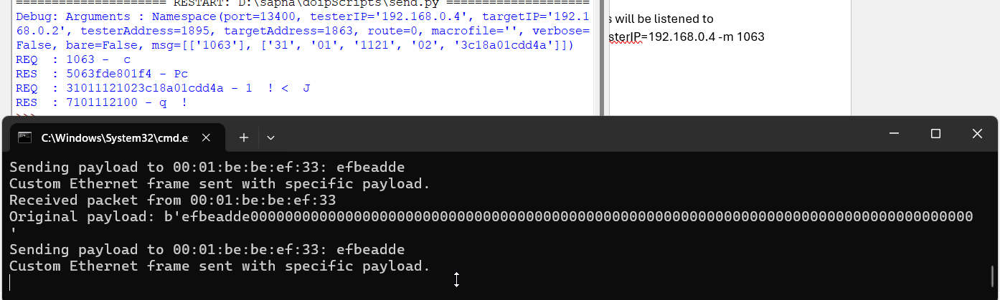 ===================== RESTART: D:\sapna\doipScripts\send.py ====================
Debug: Arguments : Namespace(port=13400, testerIP='192.168.0.4', targetIP='192.1
68.0.2', testerAddress=1895, targetAddress=1863, route=0, macrofile='', verbose=
False, bare=False, msg=[['1063'], ['31', '01', '1121', '02', '3c18a01cdd4a']])
REQ : 1063 - c
RES : 5063fde801f4 - Pc
REQ : 31011121023c18a01cdd4a - 1 ! < J
RES : 7101112100 - q !
s will be listened to
sterIP=192.168.0.4 -m 1063
C:\Windows\System32\cmd.e
Sending payload to 00:01:be:be:ef:33: efbeadde
Custom Ethernet frame sent with specific payload.
Received packet from 00:01:be:be:ef:33
Original payload: b'efbeadde000000000000000000000000000000000000000000000000000000000000000000000000000000000000
'
Sending payload to 00:01:be:be:ef:33: efbeadde
Custom Ethernet frame sent with specific payload.